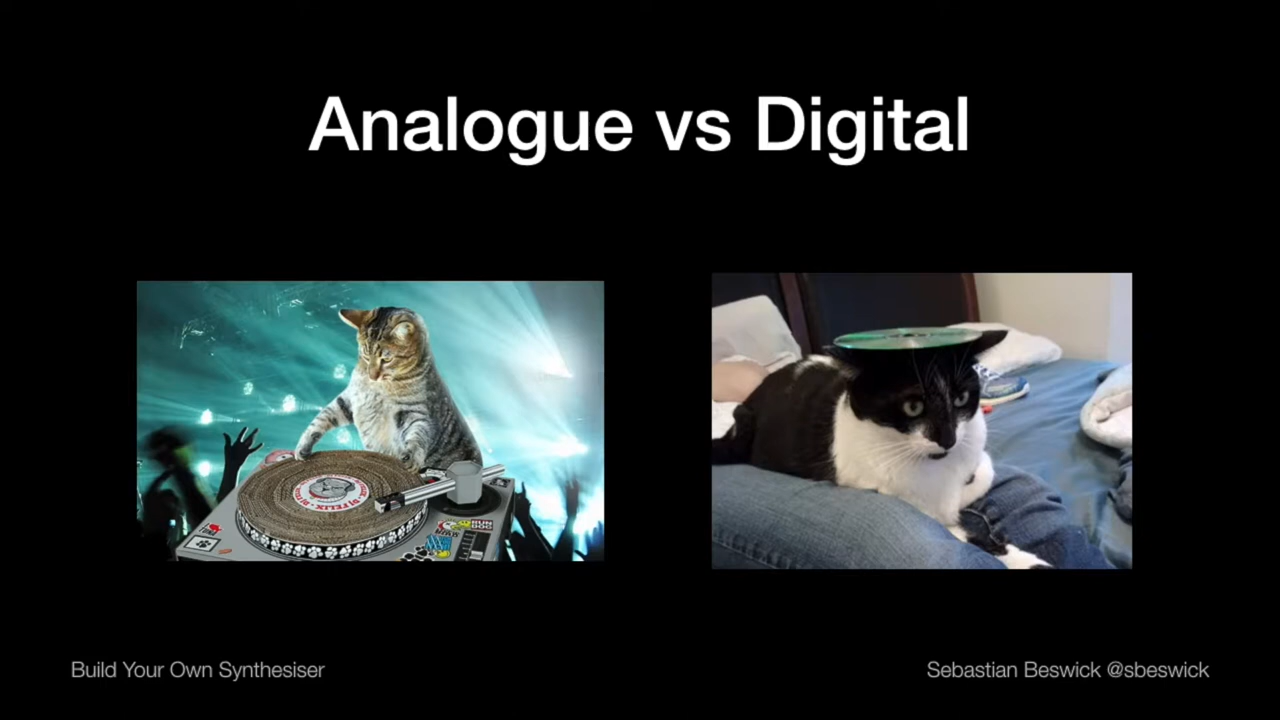 Analogue vs Digital
Build Your Own Synthesiser
Sebastian Beswick @sbeswick